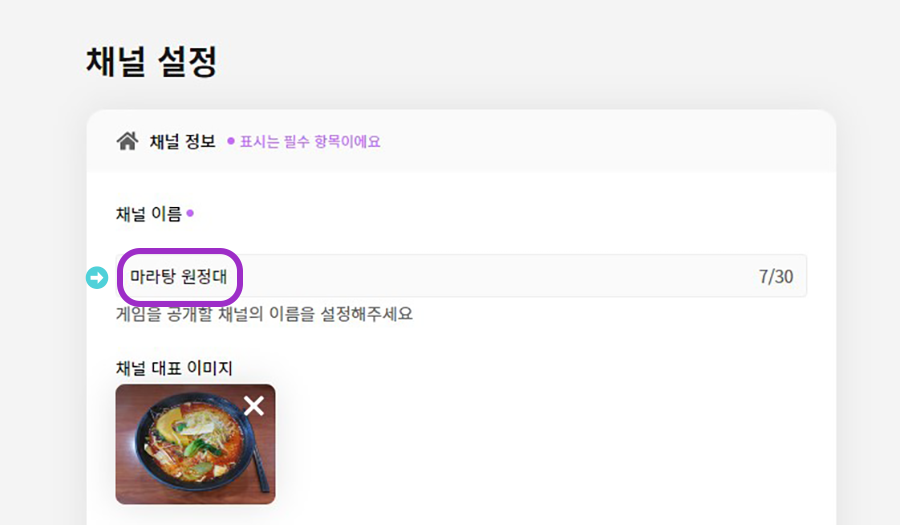 채널 설정
채널 정보 • 표시는 필수 항목이에요
채널 이름 •
마라탕 원정대 7/30
게임을 공개할 채널의 이름을 설정해주세요
채널 대표 이미지